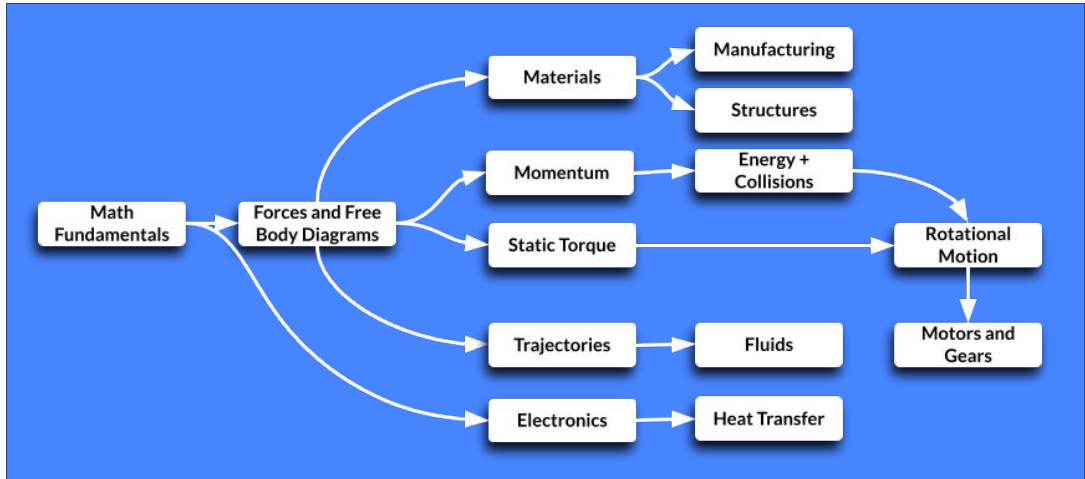 Math
Fundamentals
Forces and Free
Body Diagrams
Materials
Manufacturing
Structures
Momentum
Energy +
Collisions
Static Torque
Rotational
Motion
Motors and
Gears
Trajectories
Fluids
Electronics
Heat Transfer